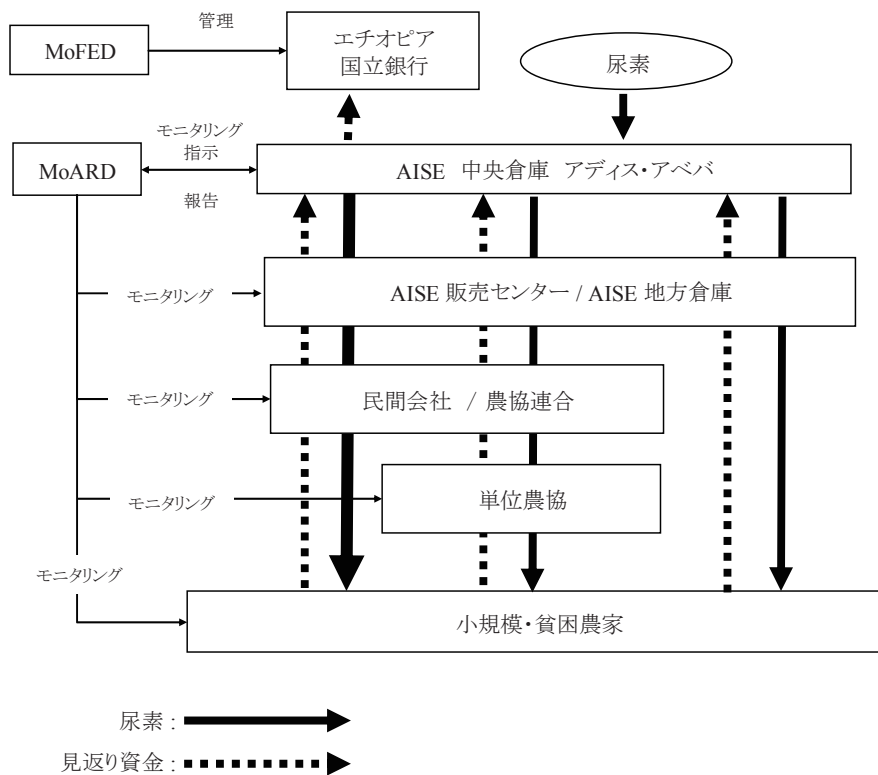 管理
MoFED
エチオピア
国立銀行
尿素
モニタリング
指示
MoARD
報告
AISE 中央倉庫 アディス・アベバ
モニタリング
AISE 販売センター / AISE 地方倉庫
モニタリング
民間会社 / 農協連合
モニタリング
単位農協
モニタリング
小規模・貧困農家
尿素 :
見返り資金 :